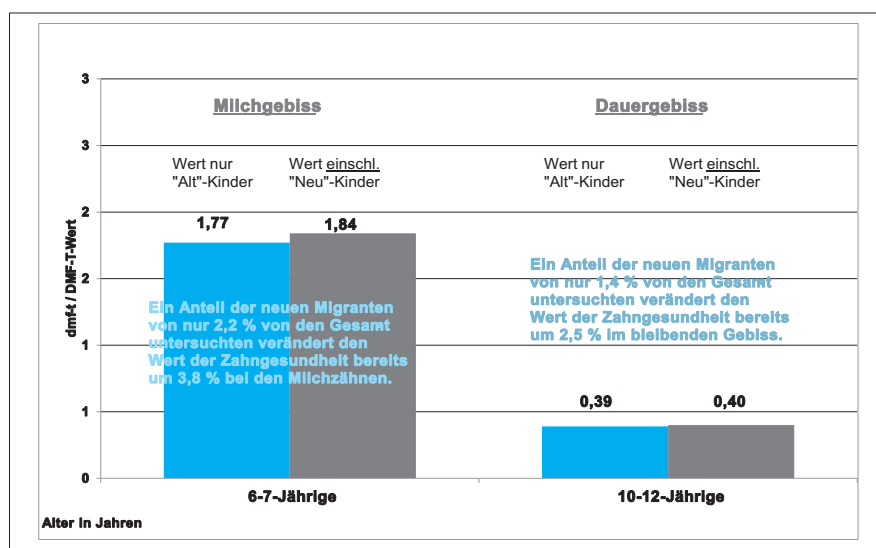 3
3
2
2
1
1
0
dmf-t / DMF-T-Wert
Milchgebiss
Wert nur
"Alt"-Kinder
Wert einschl.
"Neu"-Kinder
1,77
1,84
Ein Anteil der neuen Migranten
von nur 2,2 % von den Gesamt
untersuchten verändert den
Wert der Zahngesundheit bereits
um 3,8 % bei den Milchzähnen.
Dauergebiss
Wert nur
"Alt"-Kinder
Wert einschl.
"Neu"-Kinder
Ein Anteil der neuen Migranten
von nur 1,4 % von den Gesamt
untersuchten verändert den
Wert der Zahngesundheit bereits
um 2,5 % im bleibenden Gebiss.
0,39
0,40
6-7-Jährige
10-12-Jährige
Alter in Jahren